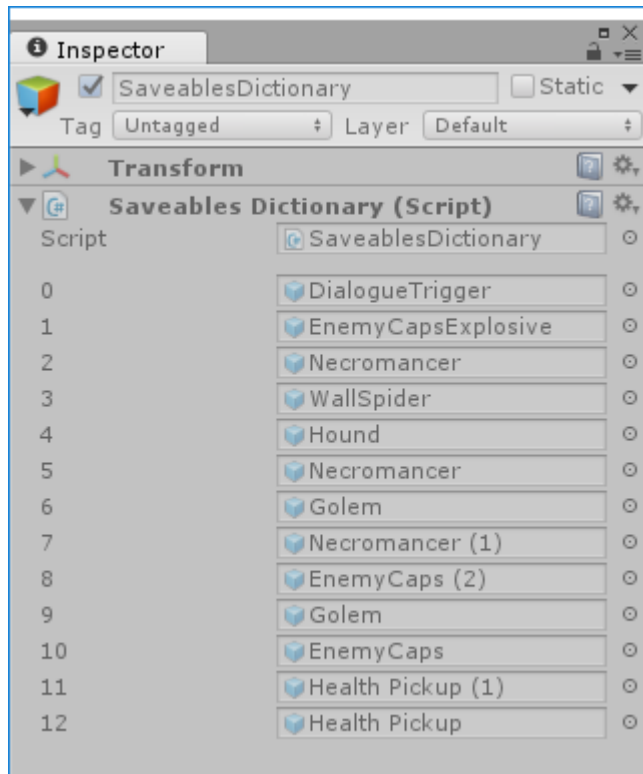 Inspector
SaveablesDictionary Static
Tag Untagged Layer Default
Transform
C# Saveables Dictionary (Script)
Script SaveablesDictionary
0 DialogueTrigger
1 EnemyCapsExplosive
2 Necromancer
3 WallSpider
4 Hound
5 Necromancer
6 Golem
7 Necromancer (1)
8 EnemyCaps (2)
9 Golem
10 EnemyCaps
11 Health Pickup (1)
12 Health Pickup